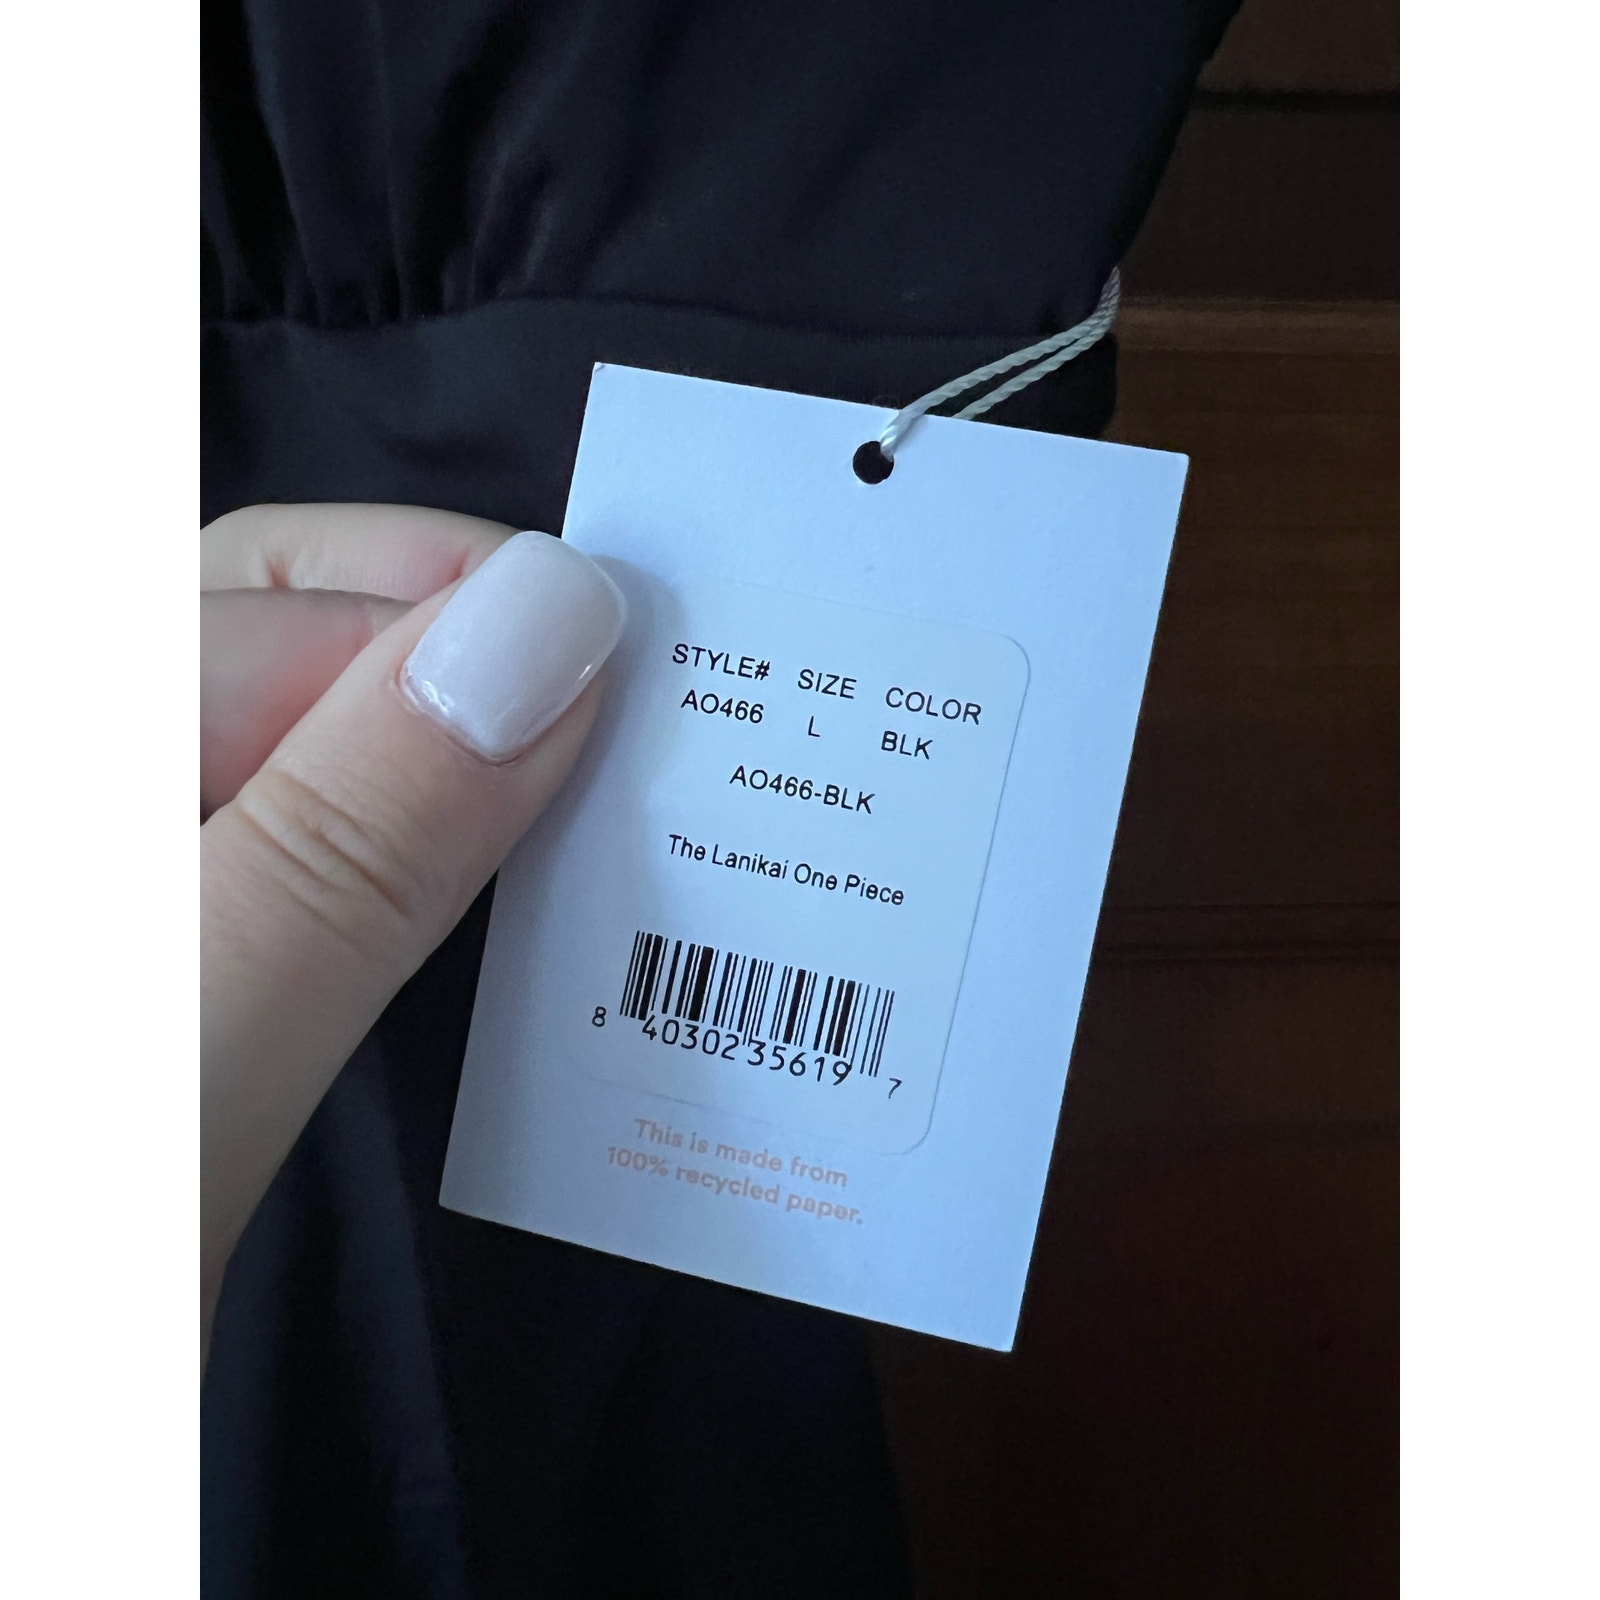 STYLE# SIZE COLOR
AO466 L BLK
AO466-BLK
The Lanikai One Piece
8 40302 35619 7
This is made from
100% recycled paper.